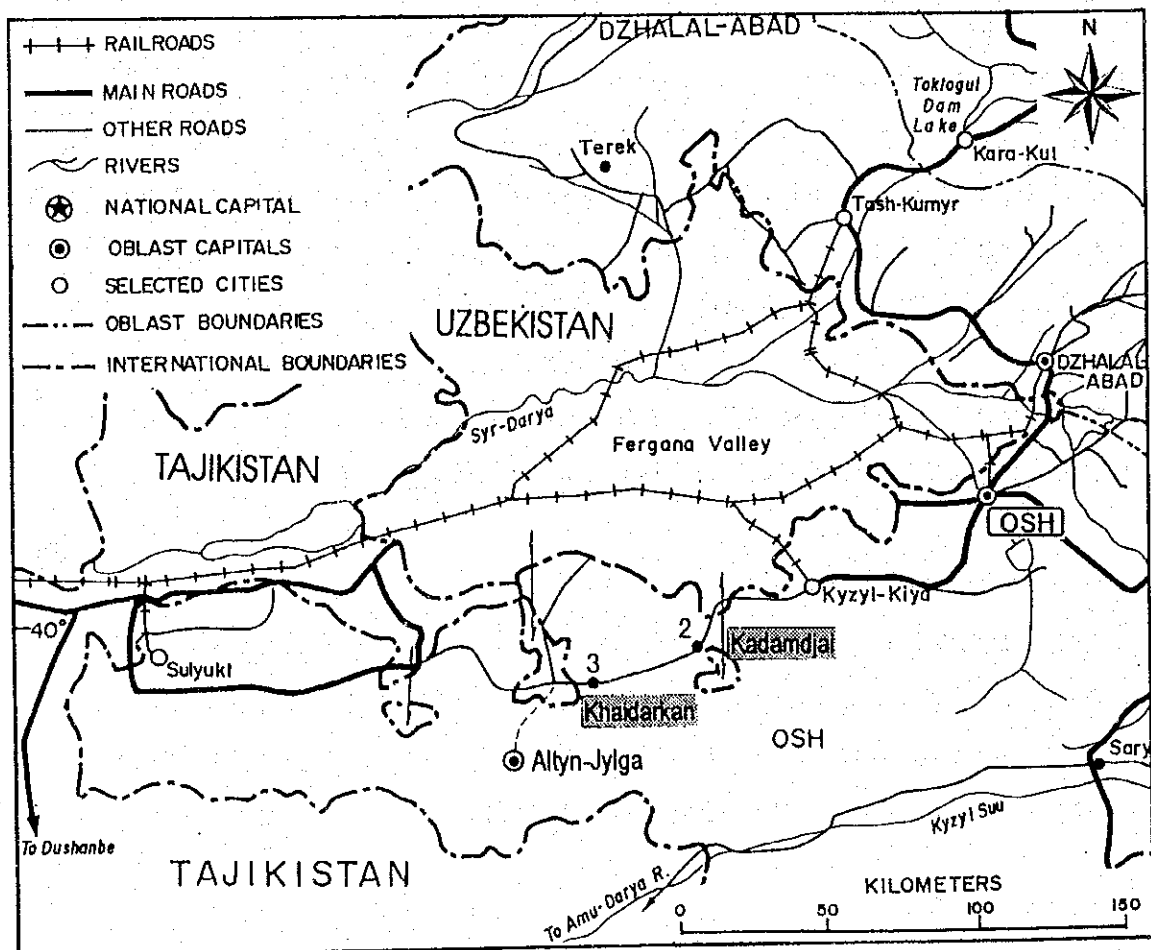 RAILROADS
MAIN ROADS
OTHER ROADS
RIVERS
NATIONAL CAPITAL
OBLAST CAPITALS
SELECTED CITIES
OBLAST BOUNDARIES
INTERNATIONAL BOUNDARIES
DZHALAL-ABAD
N
Toklogul
Dam
Lake
Kara-Kul
Terek
Tash-Kumyr
UZBEKISTAN
DZHALAL-
ABAD
Syr-Darya
Fergana Valley
TAJIKISTAN
OSH
40°
Sulyukt
Kyzyl-Kiya
2
Kadamdjai
3
Khaidarkan
OSH
Altyn-Jylga
Sary
Kyzyl Suu
To Dushanbe
TAJIKISTAN
To Amu-Darya R.
KILOMETERS
0 50 100 150